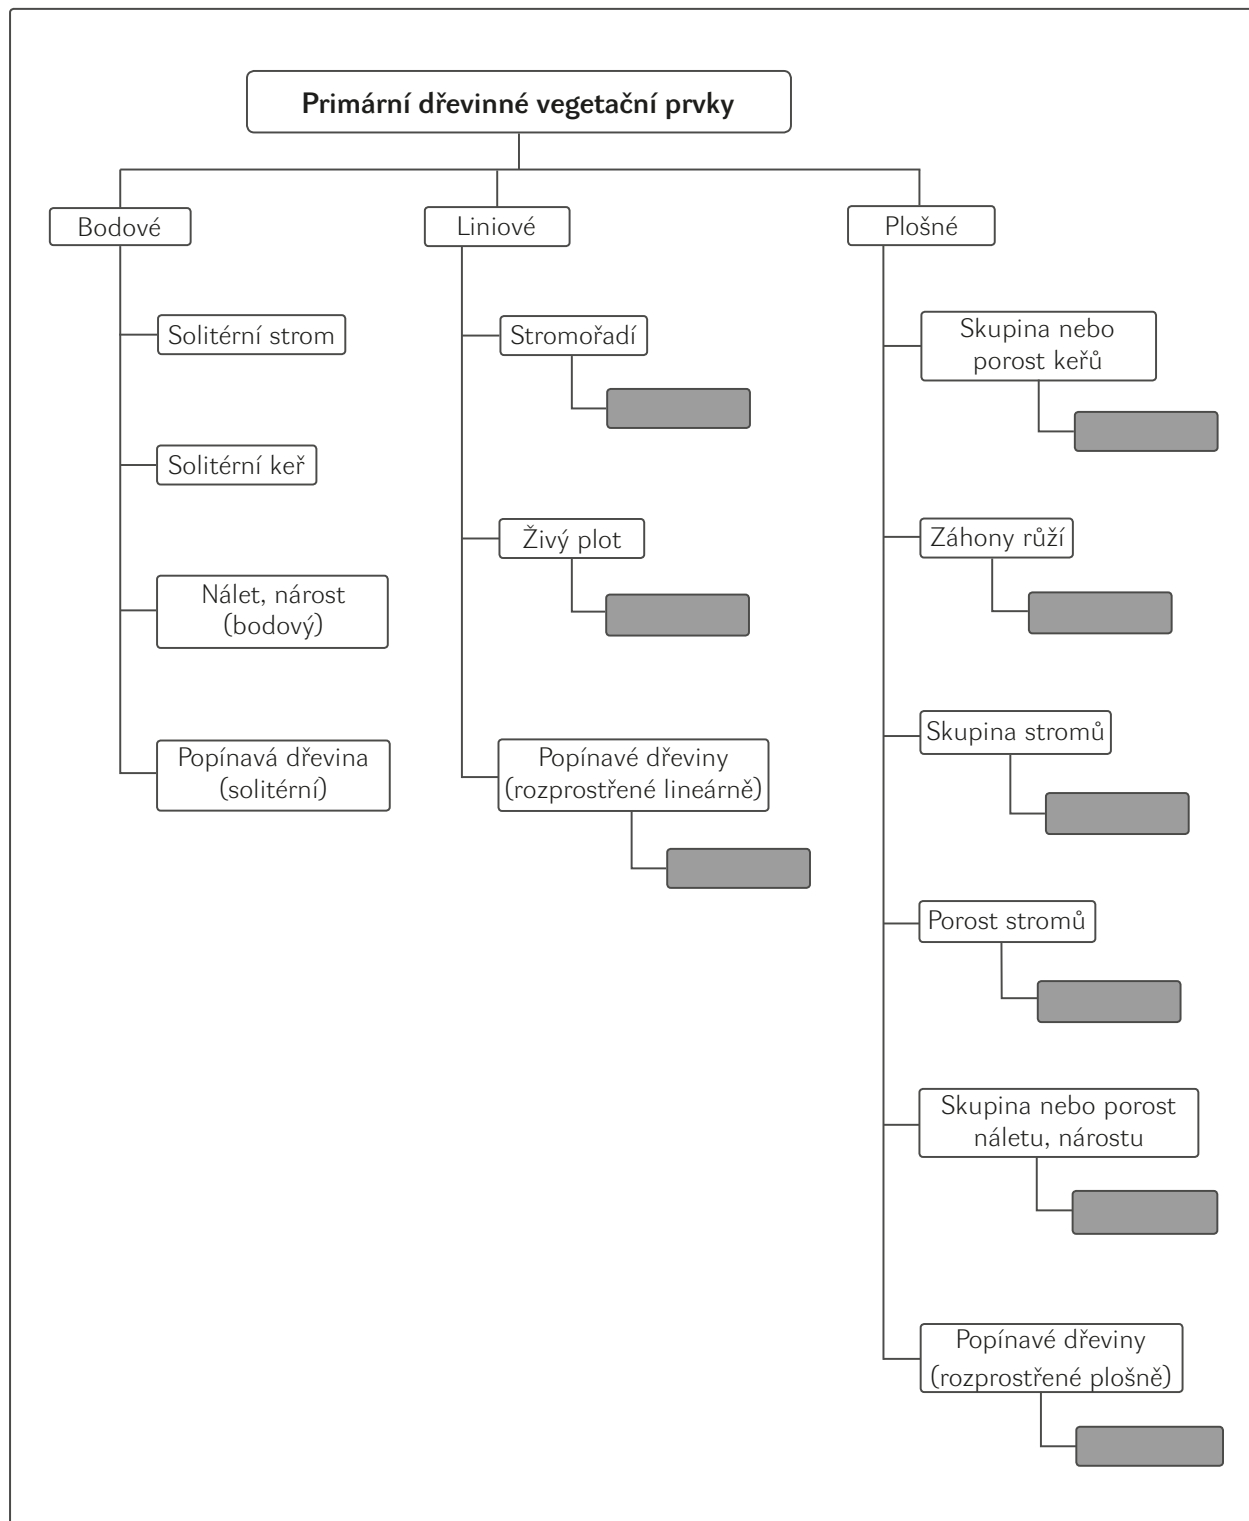 Primární dřevinné vegetační prvky
Bodové
Solitérní strom
Solitérní keř
Nálet, nárost
(bodový)
Popínavá dřevina
(solitérní)
Liniové
Stromořadí
Živý plot
Popínavé dřeviny
(rozprostřené lineárně)
Plošné
Skupina nebo
porost keřů
Záhony růží
Skupina stromů
Porost stromů
Skupina nebo porost
náletu, nárostu
Popínavé dřeviny
(rozprostřené plošně)